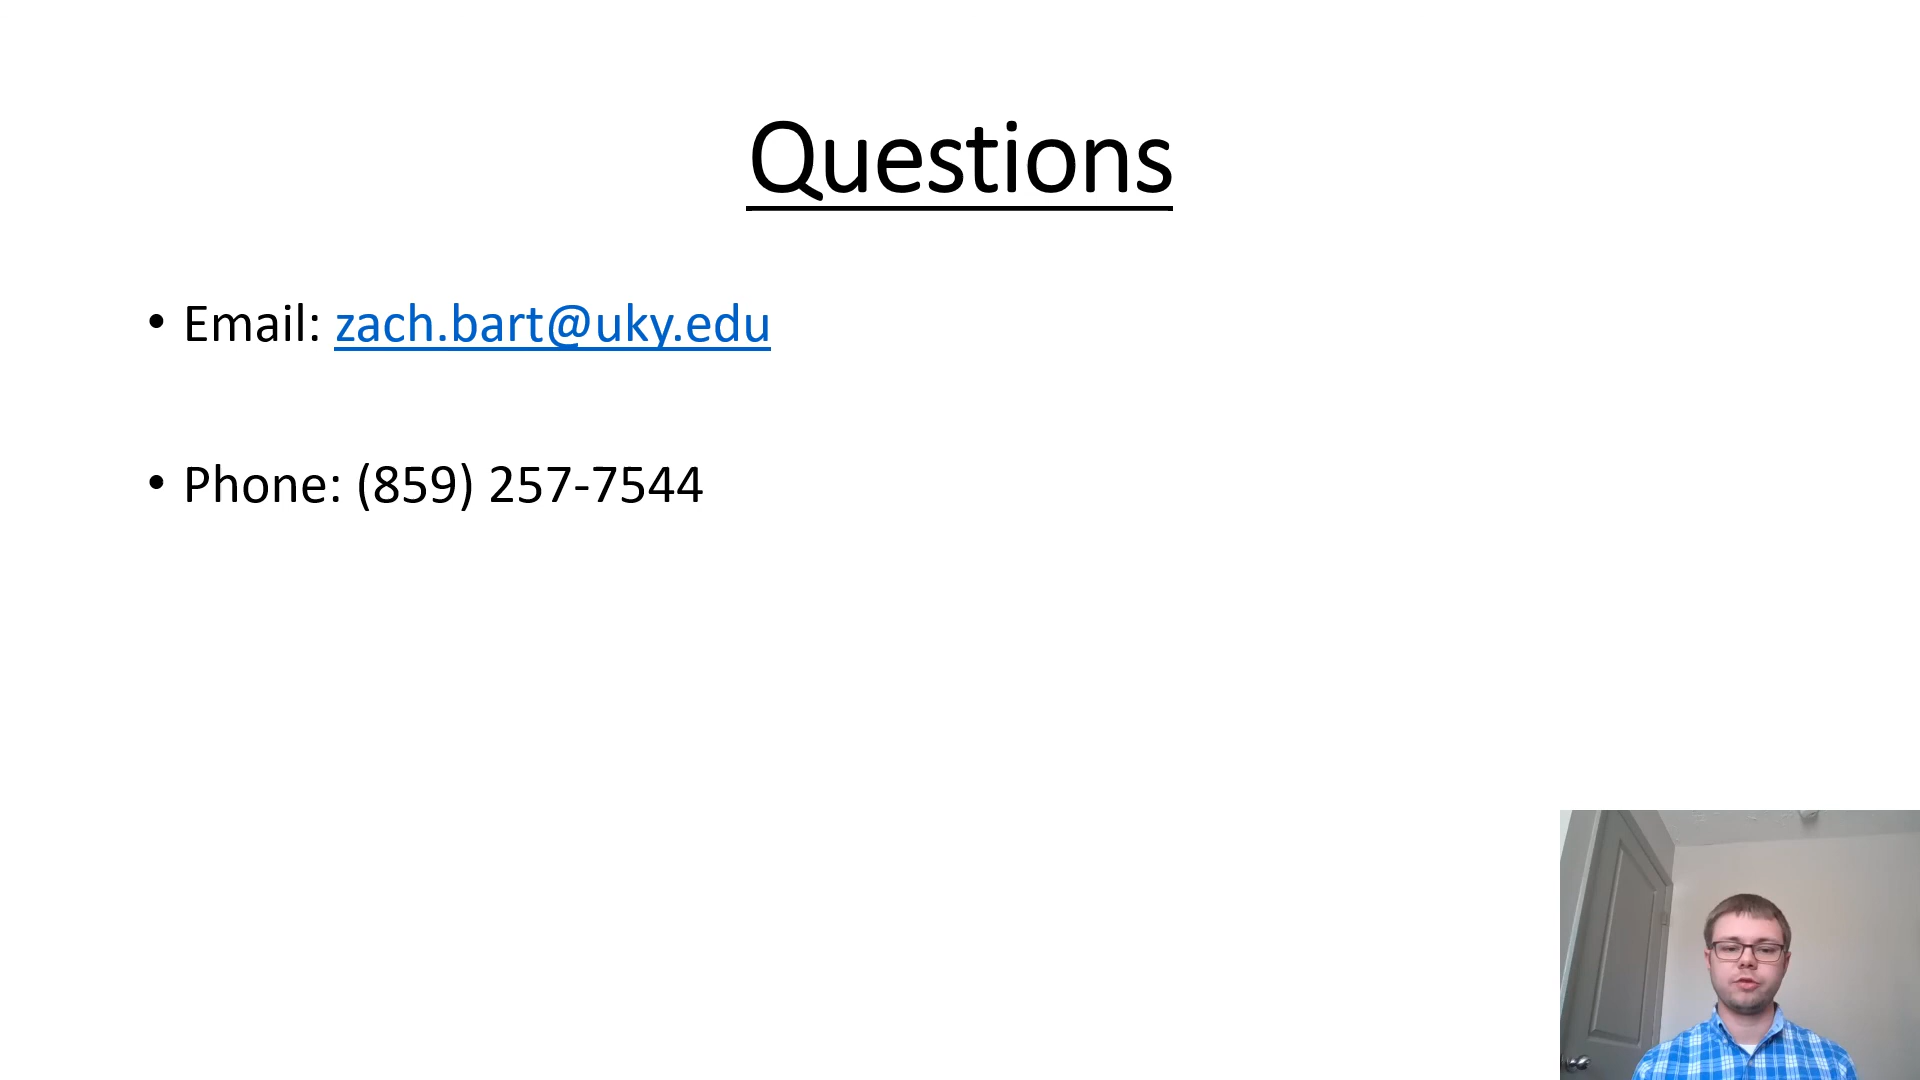 Questions
• Email: zach.bart@uky.edu
• Phone: (859) 257-7544